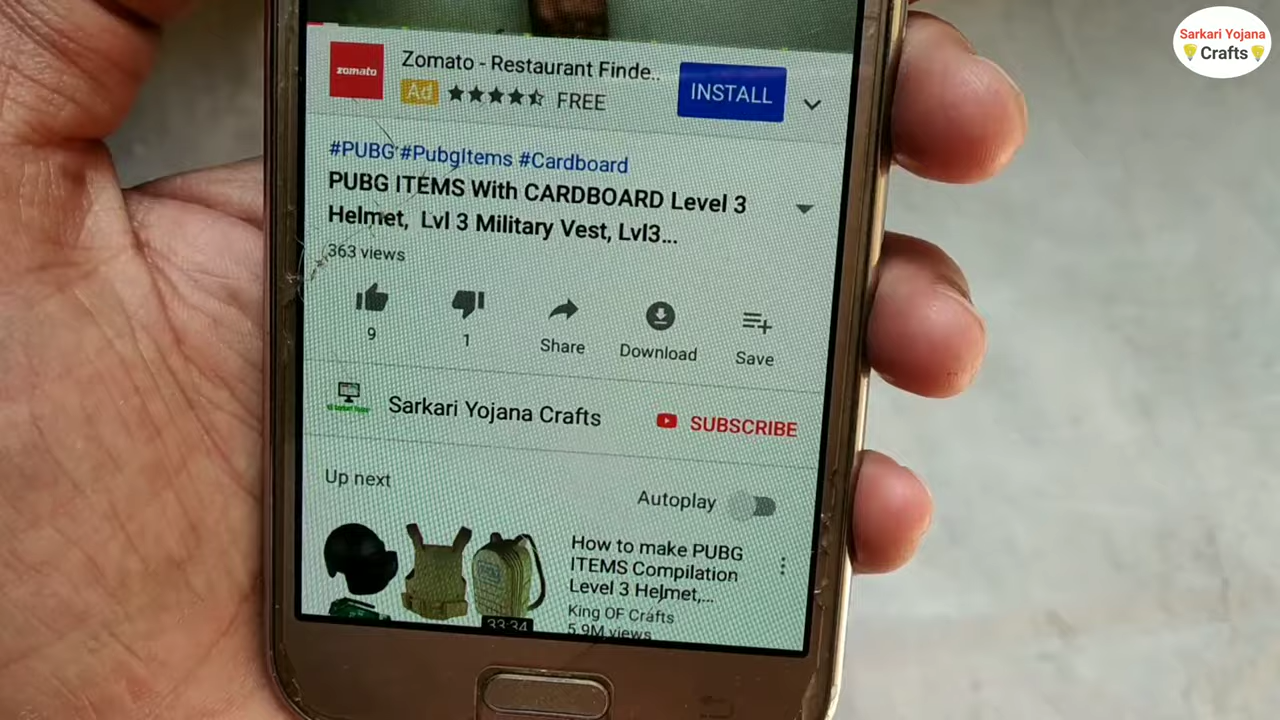 Sarkari Yojana
Crafts
zomato
Zomato - Restaurant Finde..
Ad
FREE
INSTALL
#PUBG #PubgItems #Cardboard
PUBG ITEMS With CARDBOARD Level 3
Helmet, Lvl 3 Military Vest, Lvl3...
363 views
9
1
Share
Download
Save
Sarkari Yojana Crafts
SUBSCRIBE
Up next
Autoplay
How to make PUBG
ITEMS Compilation
Level 3 Helmet,...
King OF Crafts
5.9M views
33:34